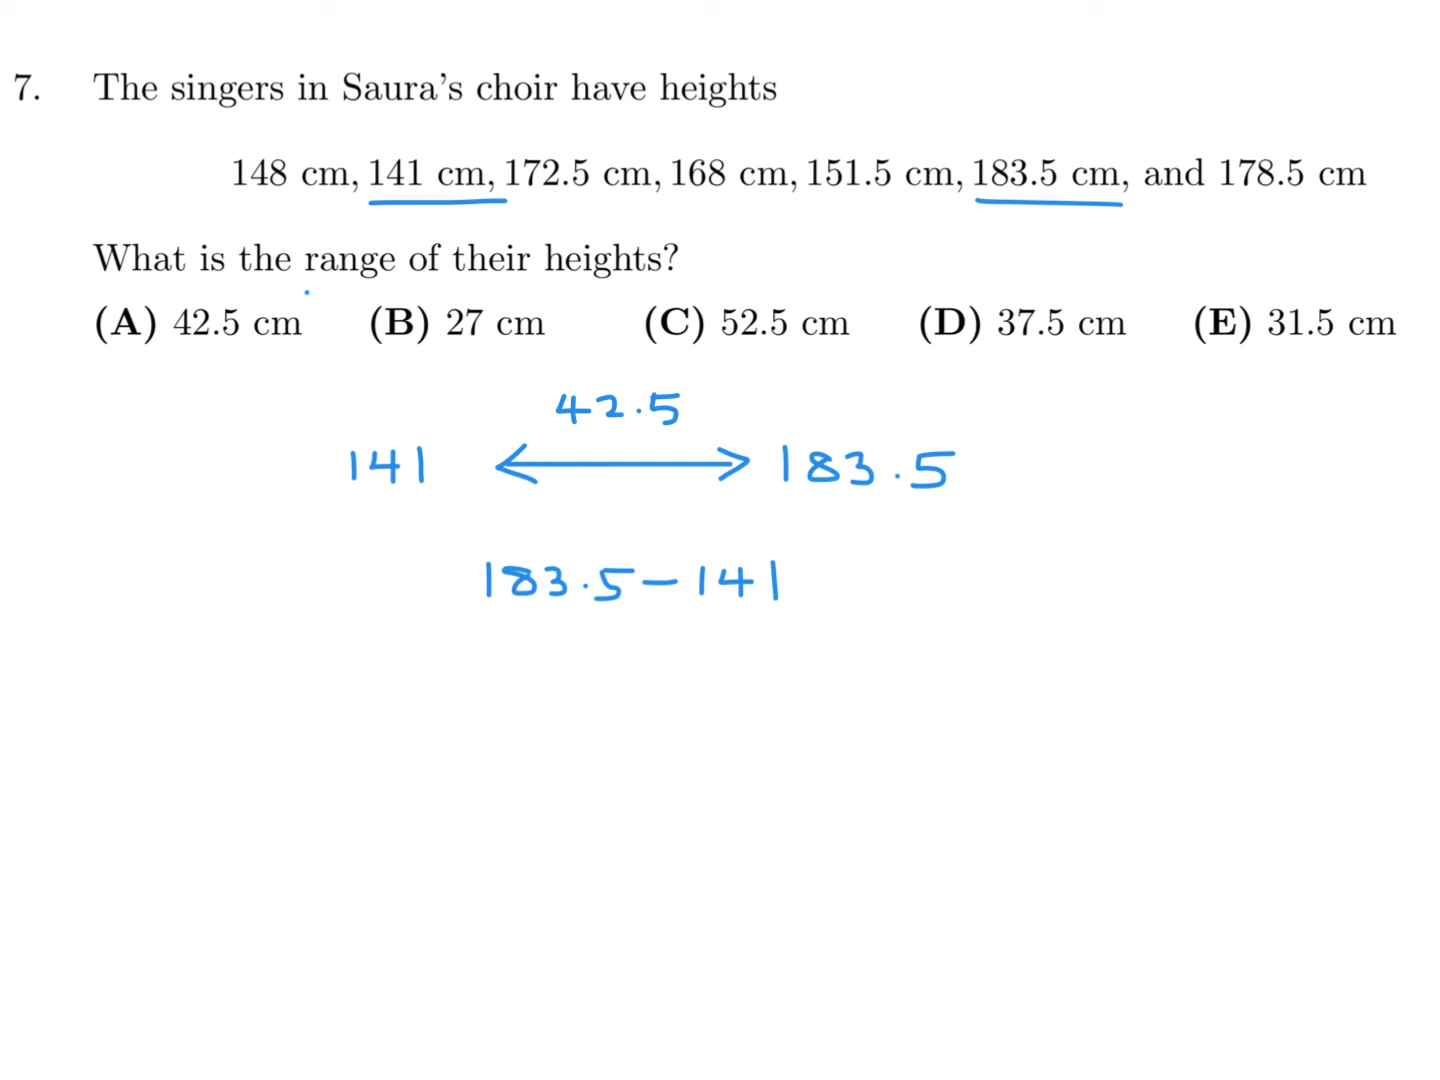 7. The singers in Saura's choir have heights
148 cm, 141 cm, 172.5 cm, 168 cm, 151.5 cm, 183.5 cm, and 178.5 cm
What is the range of their heights?
(A) 42.5 cm (B) 27 cm (C) 52.5 cm (D) 37.5 cm (E) 31.5 cm
42.5
141 183.5
183.5-141